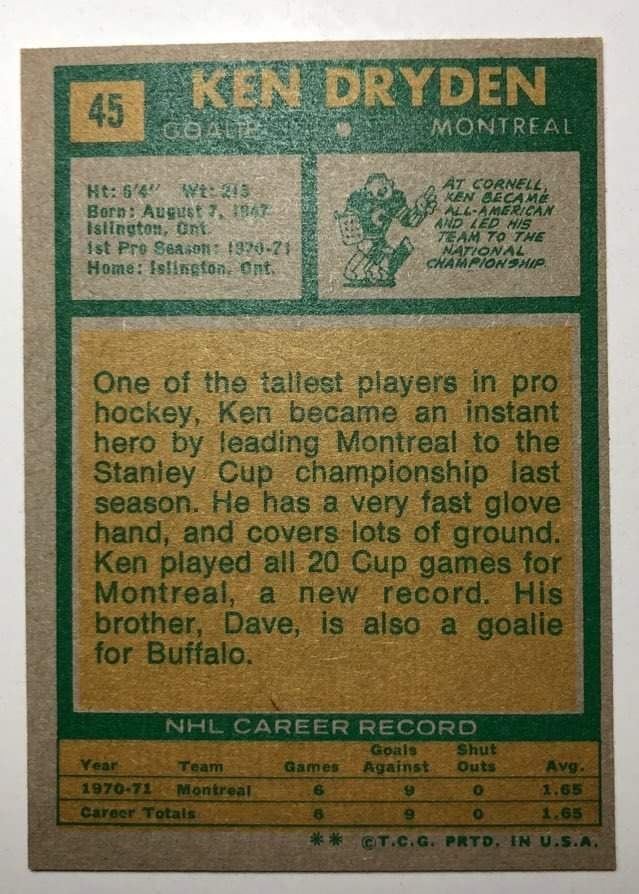 45
KEN DRYDEN
GOALIE • MONTREAL
Ht: 6'4" Wt: 213
Born: August 7, 1947
Islington, Ont.
1st Pro Season: 1970-71
Home: Islington, Ont.
AT CORNELL,
KEN BECAME
ALL-AMERICAN
AND LED HIS
TEAM TO THE
NATIONAL
CHAMPIONSHIP
One of the tallest players in pro
hockey, Ken became an instant
hero by leading Montreal to the
Stanley Cup championship last
season. He has a very fast glove
hand, and covers lots of ground.
Ken played all 20 Cup games for
Montreal, a new record. His
brother, Dave, is also a goalie
for Buffalo.
NHL CAREER RECORD
Goals Shut
Year Team Games Against Outs Avg.
1970-71 Montreal 6 9 0 1.65
Career Totals 6 9 0 1.65
** ©T.C.G. PRTD. IN U.S.A.